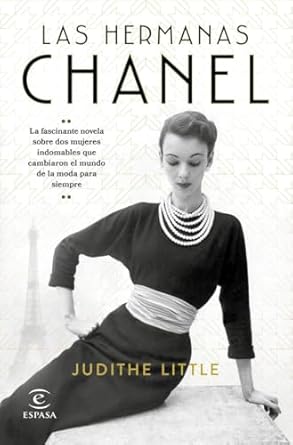 LAS HERMANAS
CHANEL
La fascinante novela
sobre dos mujeres
indomables que
cambiaron el mundo
de la moda para
siempre
JUDITHE LITTLE
e
ESPASA